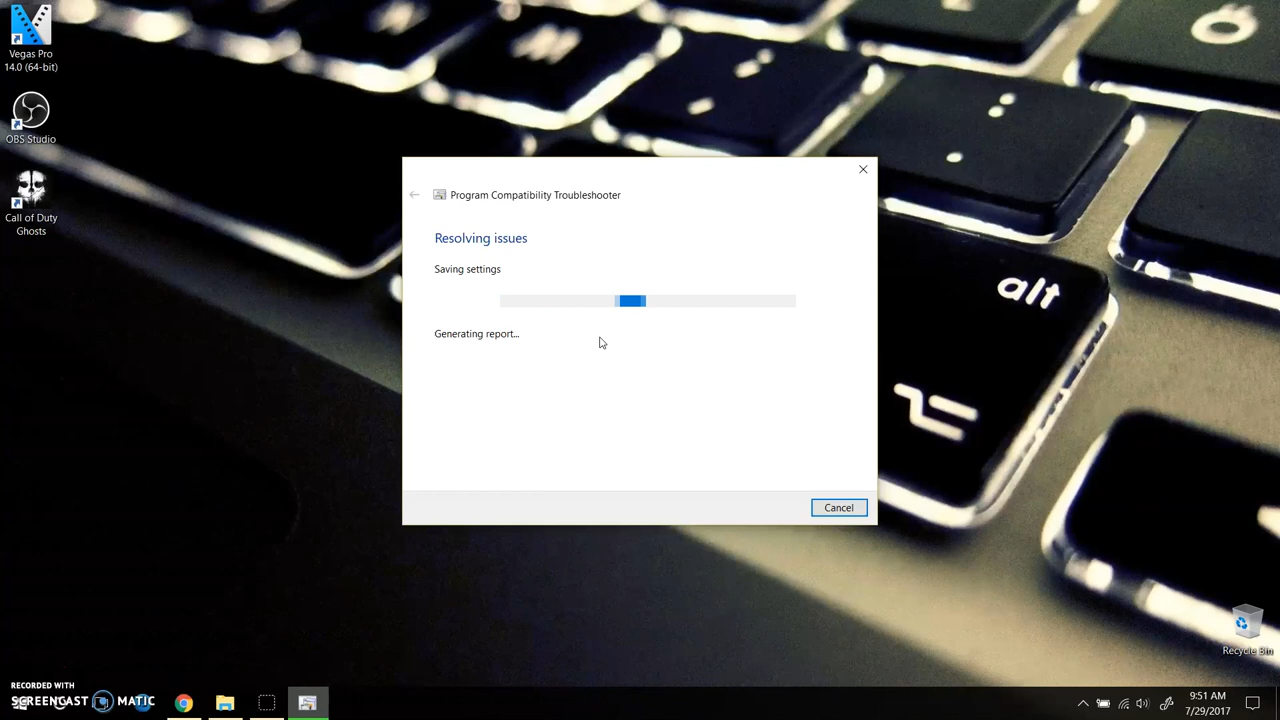 Vegas Pro
14.0 (64-bit)
OBS Studio
Call of Duty
Ghosts
Program Compatibility Troubleshooter
Resolving issues
Saving settings
Generating report...
Cancel
alt
Recycle Bin
RECORDED WITH
SCREENCAST MATIC
9:51 AM
7/29/2017